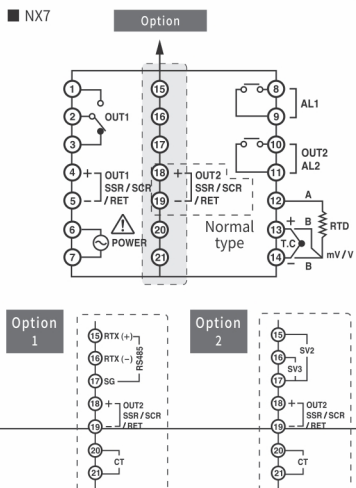 ■ NX7
Option
1
2
3
4
5
6
7
OUT1
+ OUT1
SSR / SCR
- / RET
POWER
15
16
17
18
19
20
21
+ OUT2
SSR / SCR
- / RET
Normal
type
8
9
10
11
12
13
14
AL1
OUT2
AL2
A
+ B
RTD
T.C
mV / V
- B
Option
1
15 RTX (+)
16 RTX (-)
17 SG
RS485
18 + OUT2
SSR / SCR
19 - / RET
20
CT
21
Option
2
15
SV2
16
SV3
17
18 + OUT2
SSR / SCR
19 - / RET
20
CT
21